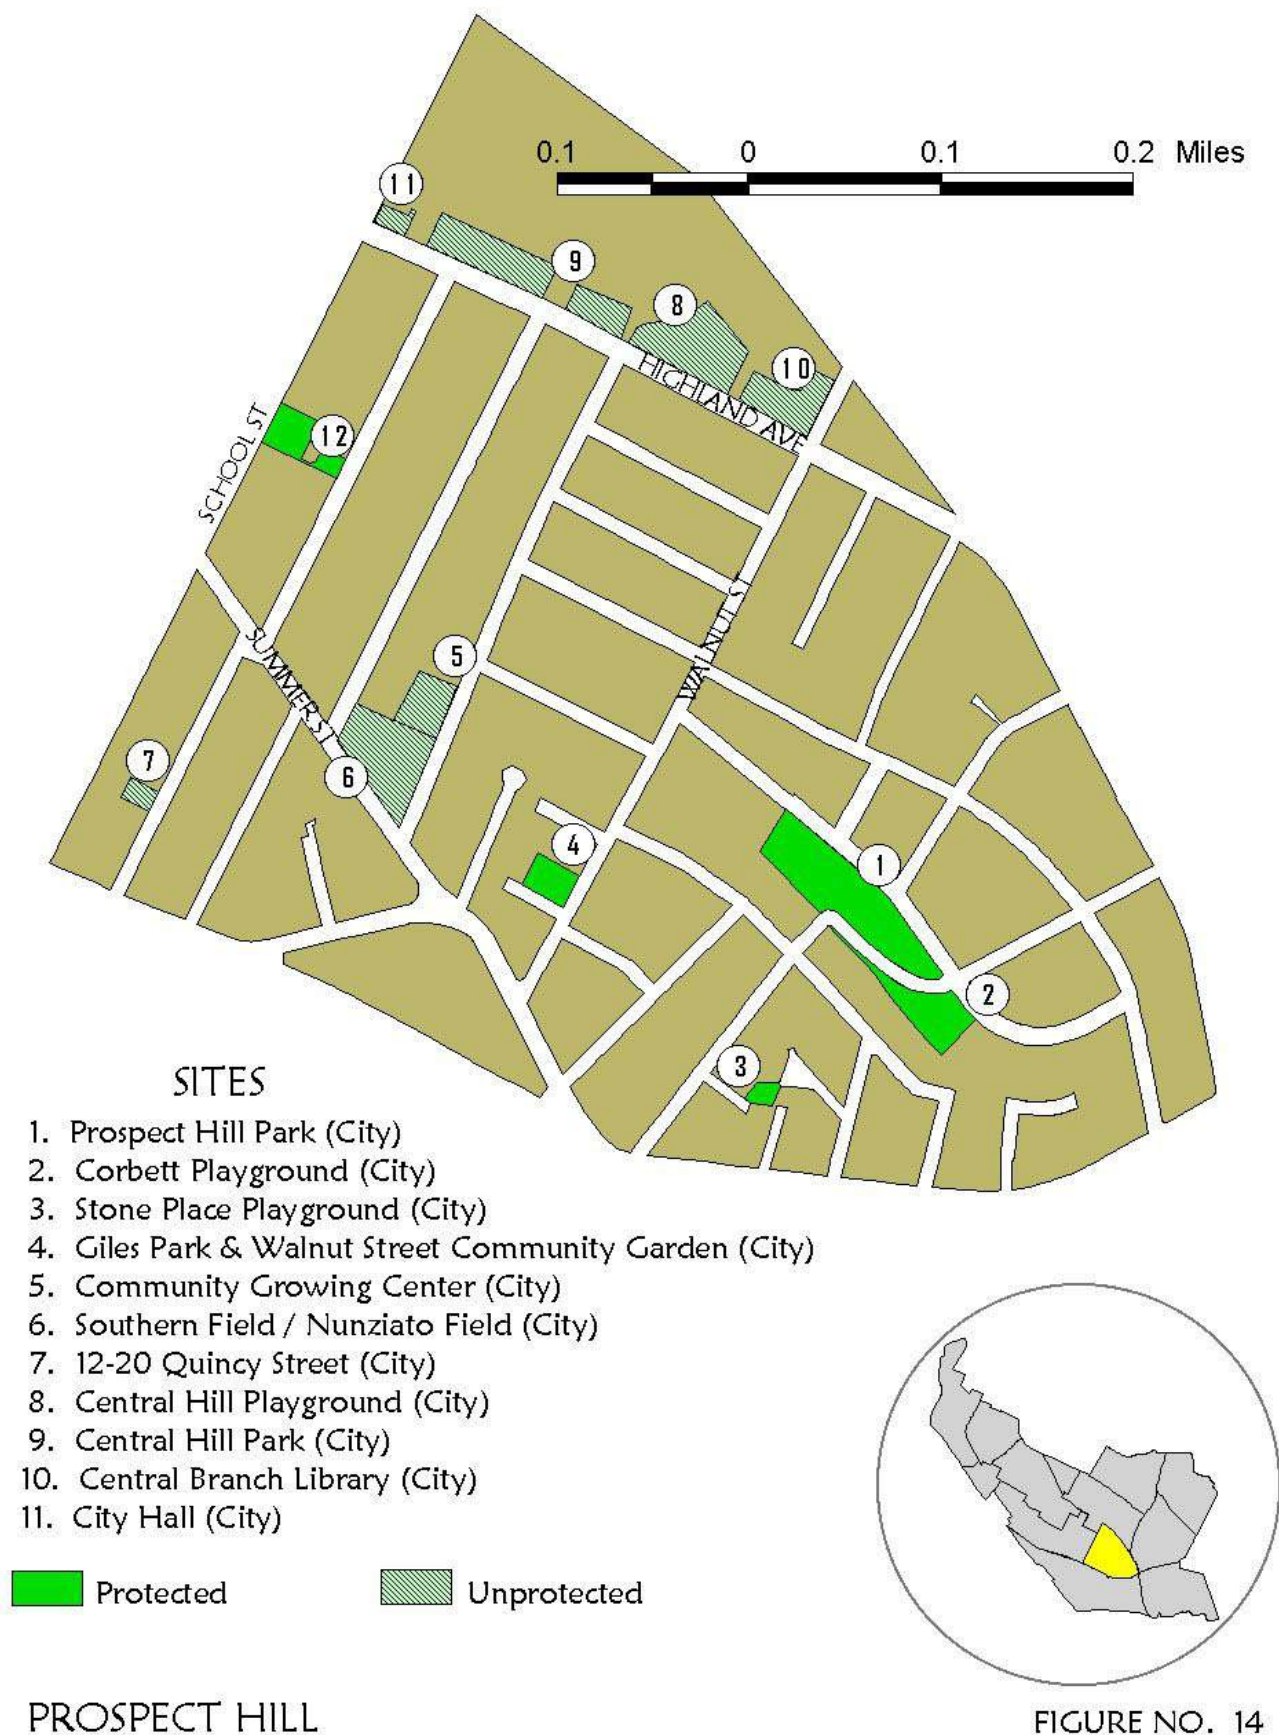 0.1 0 0.1 0.2 Miles
11
9
8
10
HIGHLAND AVE
12
SCHOOL ST
WALNUT ST
SUMMER ST
5
7
6
4
1
2
3
SITES
1. Prospect Hill Park (City)
2. Corbett Playground (City)
3. Stone Place Playground (City)
4. Giles Park & Walnut Street Community Garden (City)
5. Community Growing Center (City)
6. Southern Field / Nunziato Field (City)
7. 12-20 Quincy Street (City)
8. Central Hill Playground (City)
9. Central Hill Park (City)
10. Central Branch Library (City)
11. City Hall (City)
Protected Unprotected
PROSPECT HILL
FIGURE NO. 14